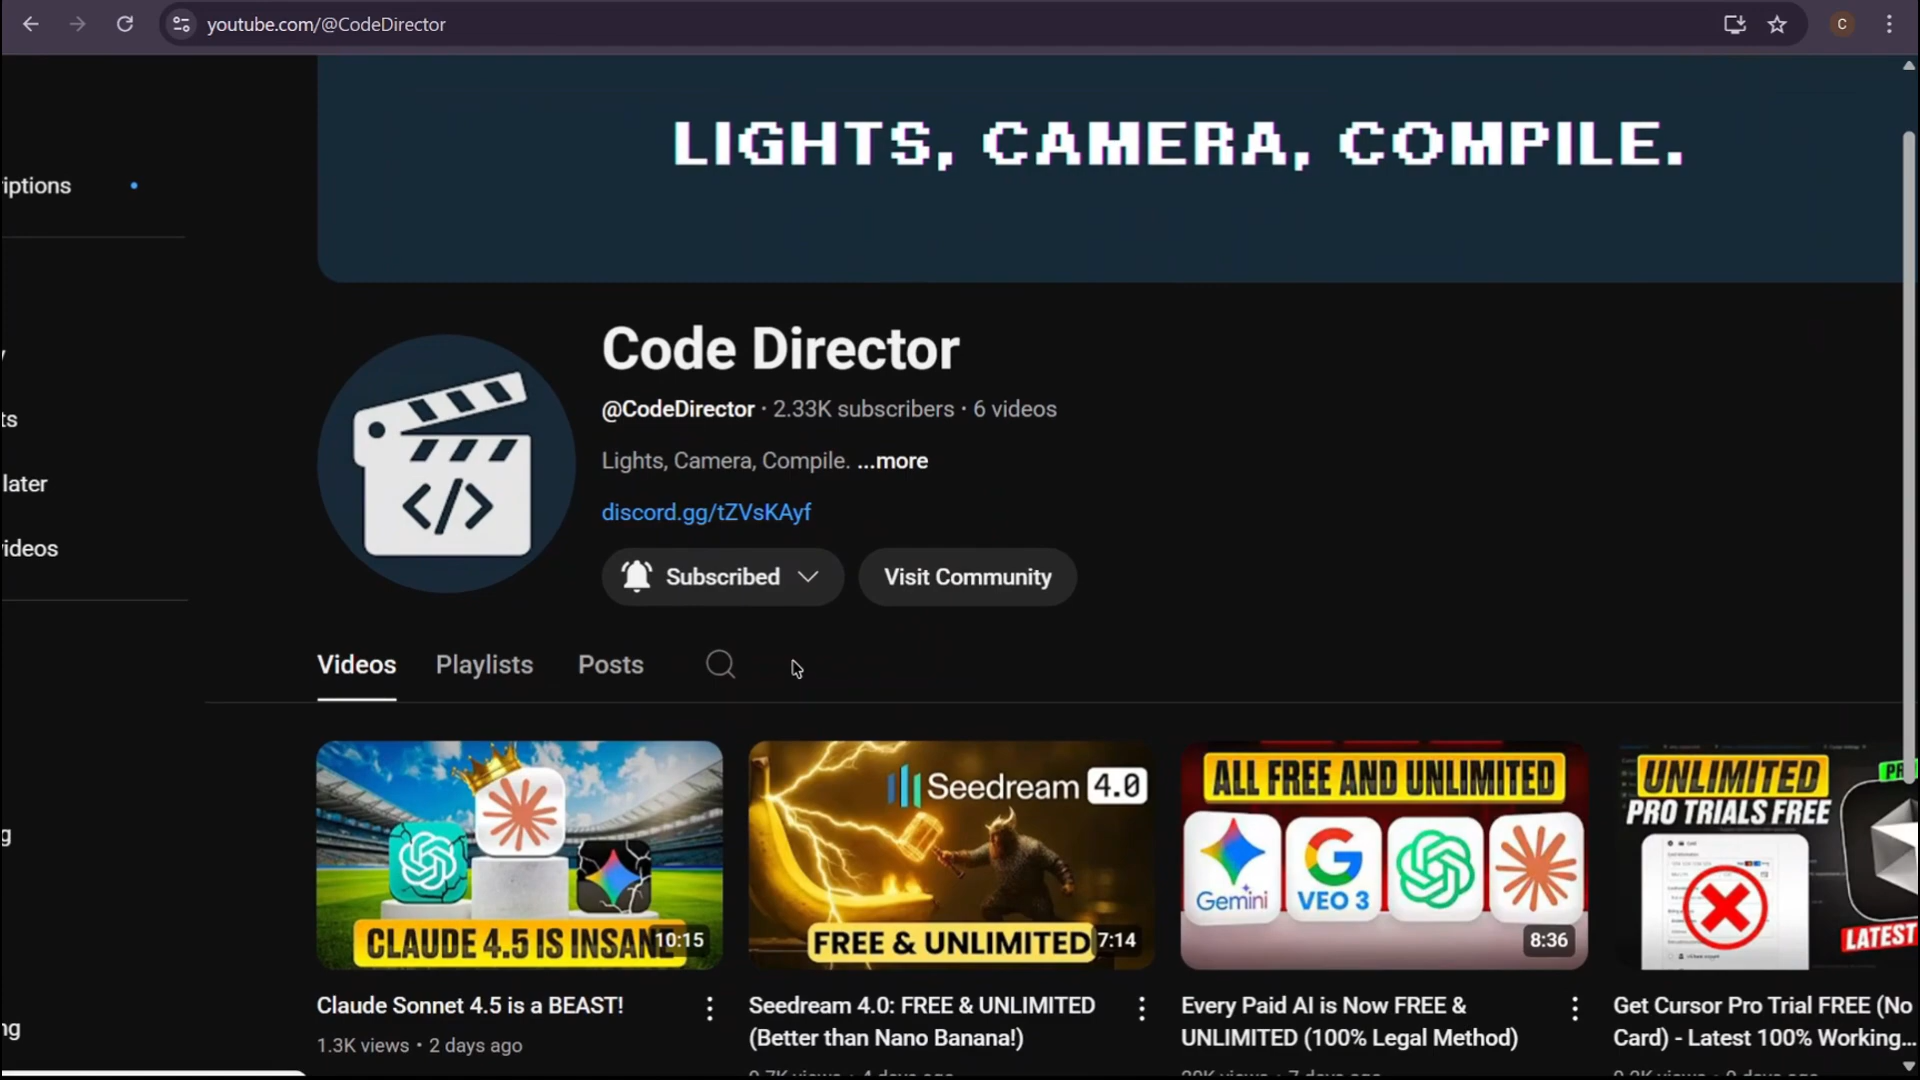 youtube.com/@CodeDirector
C
LIGHTS, CAMERA, COMPILE.
iptions
ts
later
ideos
g
ng
Code Director
@CodeDirector · 2.33K subscribers · 6 videos
Lights, Camera, Compile. ...more
discord.gg/tZVsKAyf
Subscribed
Visit Community
Videos Playlists Posts
CLAUDE 4.5 IS INSANE
10:15
Seedream 4.0
FREE & UNLIMITED
7:14
ALL FREE AND UNLIMITED
Gemini
VEO 3
8:36
UNLIMITED
PRO TRIALS FREE
LATEST
Claude Sonnet 4.5 is a BEAST!
1.3K views · 2 days ago
Seedream 4.0: FREE & UNLIMITED
(Better than Nano Banana!)
Every Paid AI is Now FREE &
UNLIMITED (100% Legal Method)
Get Cursor Pro Trial FREE (No
Card) - Latest 100% Working...